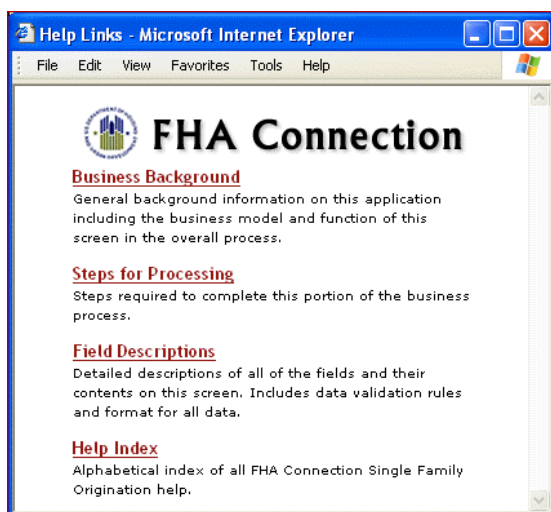 Help Links - Microsoft Internet Explorer
File Edit View Favorites Tools Help
FHA Connection
Business Background
General background information on this application
including the business model and function of this
screen in the overall process.
Steps for Processing
Steps required to complete this portion of the business
process.
Field Descriptions
Detailed descriptions of all of the fields and their
contents on this screen. Includes data validation rules
and format for all data.
Help Index
Alphabetical index of all FHA Connection Single Family
Origination help.